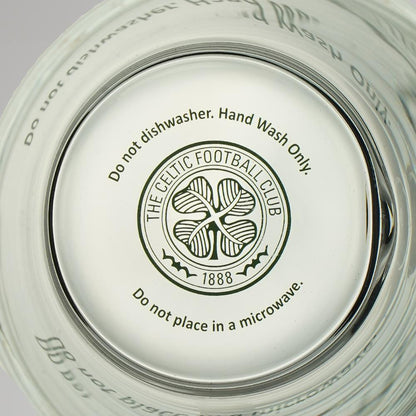 Do not dishwasher. Hand Wash Only.
THE CELTIC FOOTBALL CLUB
1888
Do not place in a microwave.